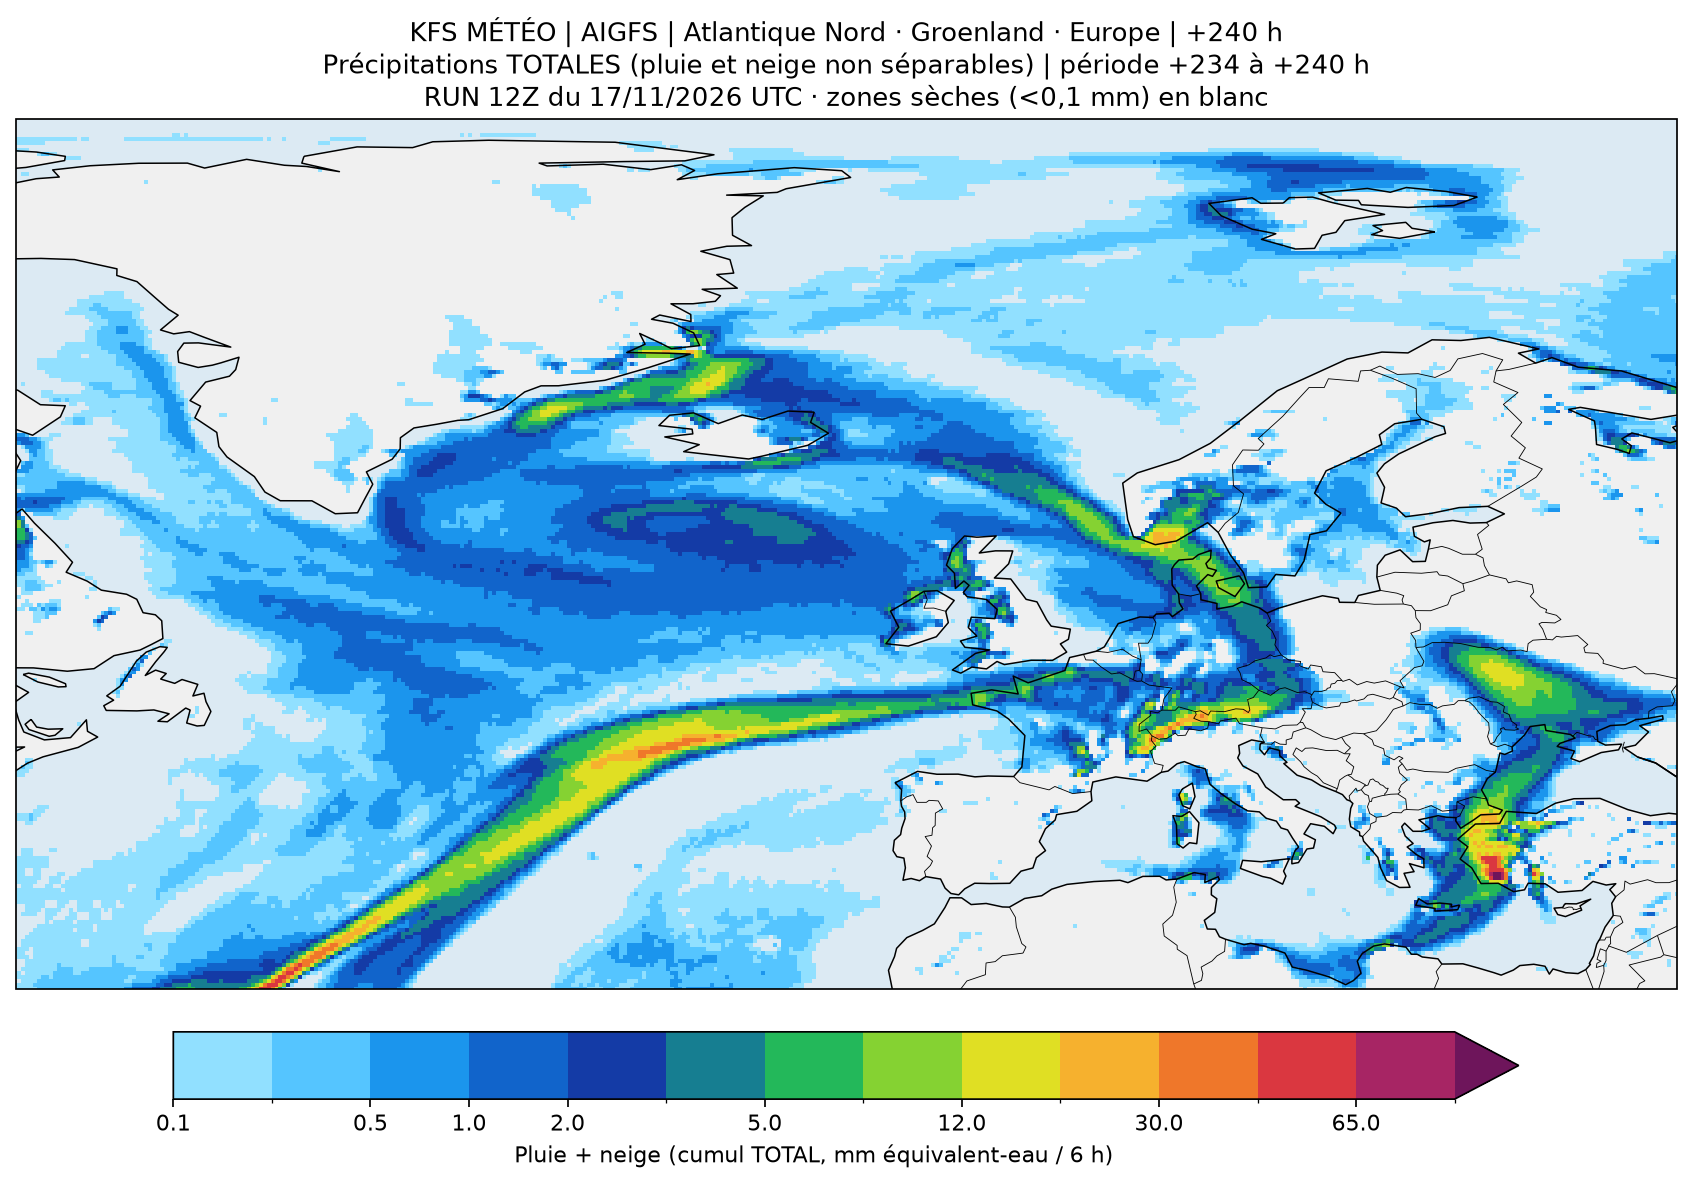 KFS MÉTÉO | AIGFS | Atlantique Nord · Groenland · Europe | +240 h
Précipitations TOTALES (pluie et neige non séparables) | période +234 à +240 h
RUN 12Z du 17/11/2026 UTC · zones sèches (<0,1 mm) en blanc
0.1 0.5 1.0 2.0 5.0 12.0 30.0 65.0
Pluie + neige (cumul TOTAL, mm équivalent-eau / 6 h)